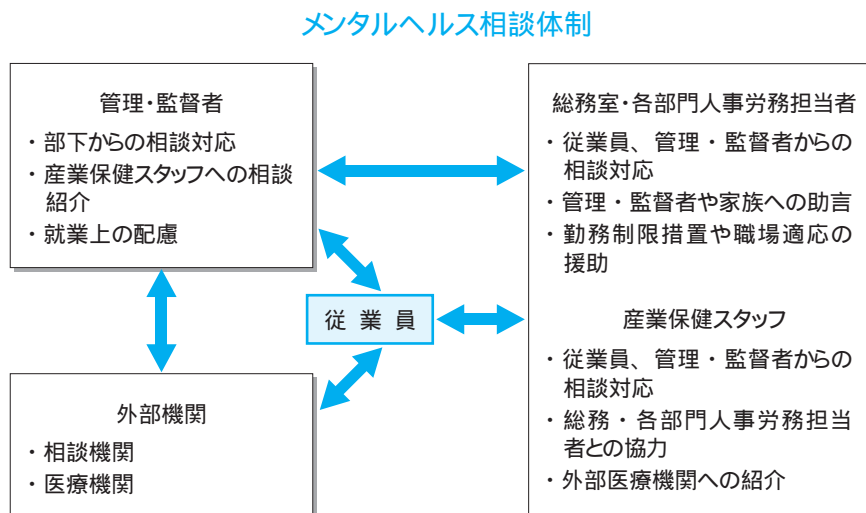 メンタルヘルス相談体制
管理・監督者
・部下からの相談対応
・産業保健スタッフへの相談
紹介
・就業上の配慮
総務室・各部門人事労務担当者
・従業員、管理・監督者からの
相談対応
・管理・監督者や家族への助言
・勤務制限措置や職場適応の
援助
従業員
産業保健スタッフ
・従業員、管理・監督者からの
相談対応
・総務・各部門人事労務担当
者との協力
・外部医療機関への紹介
外部機関
・相談機関
・医療機関